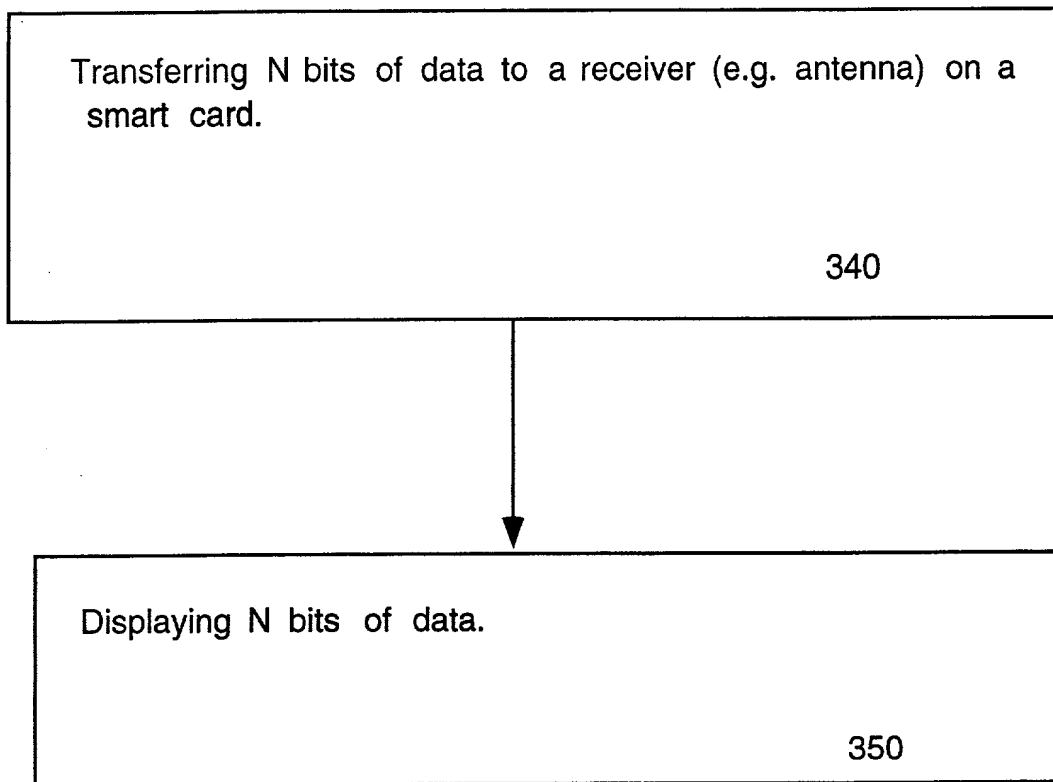 Transferring N bits of data to a receiver (e.g. antenna) on a
smart card.
340
Displaying N bits of data.
350